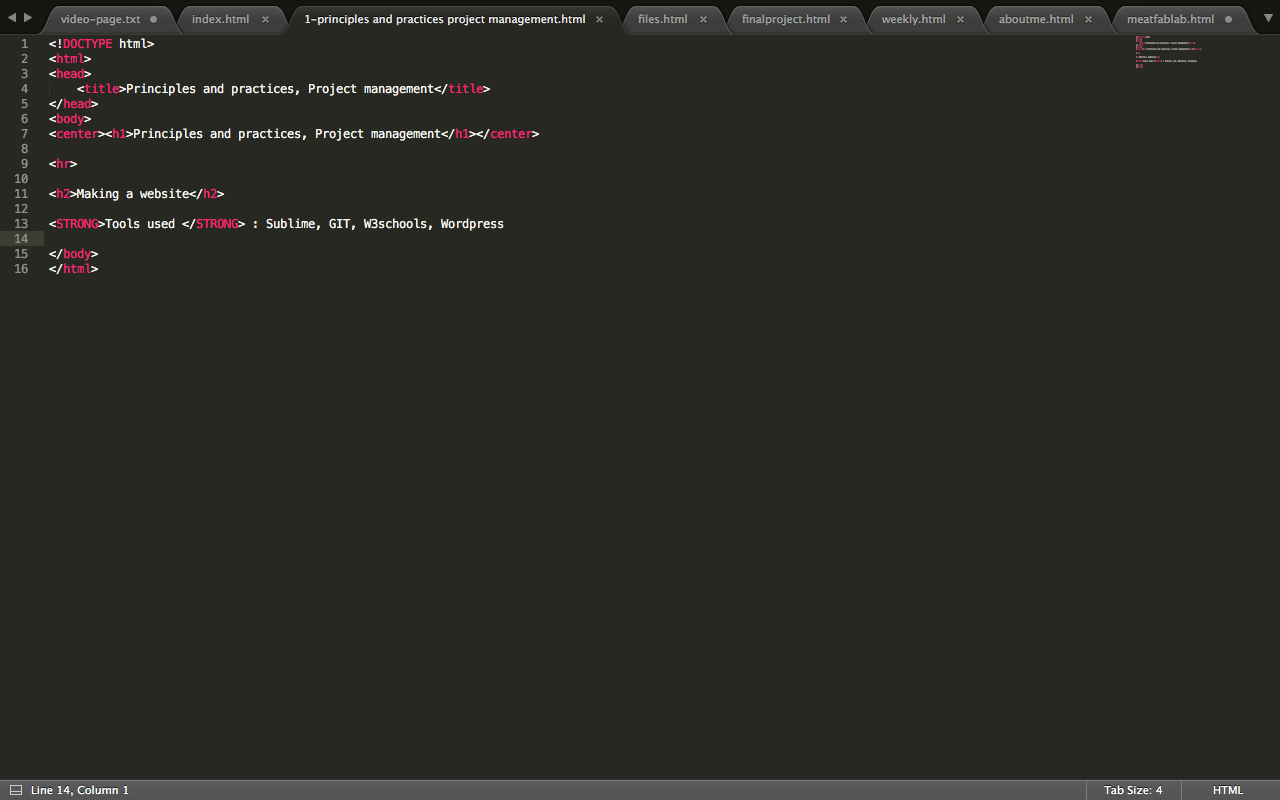 video-page.txt index.html 1-principles and practices project management.html files.html finalproject.html weekly.html aboutme.html meatfablab.html
1 <!DOCTYPE html>
2 <html>
3 <head>
4     <title>Principles and practices, Project management</title>
5 </head>
6 <body>
7 <center><h1>Principles and practices, Project management</h1></center>
8
9 <hr>
10
11 <h2>Making a website</h2>
12
13 <STRONG>Tools used </STRONG> : Sublime, GIT, W3schools, Wordpress
14
15 </body>
16 </html>
Line 14, Column 1 Tab Size: 4 HTML